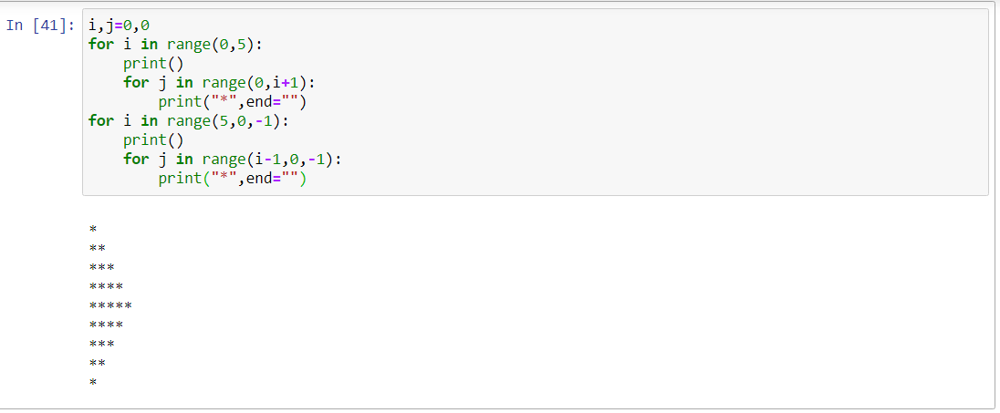 In [41]: i,j=0,0
for i in range(0,5):
    print()
    for j in range(0,i+1):
        print("*",end="")
for i in range(5,0,-1):
    print()
    for j in range(i-1,0,-1):
        print("*",end="")
*
**
***
****
*****
****
***
**
*